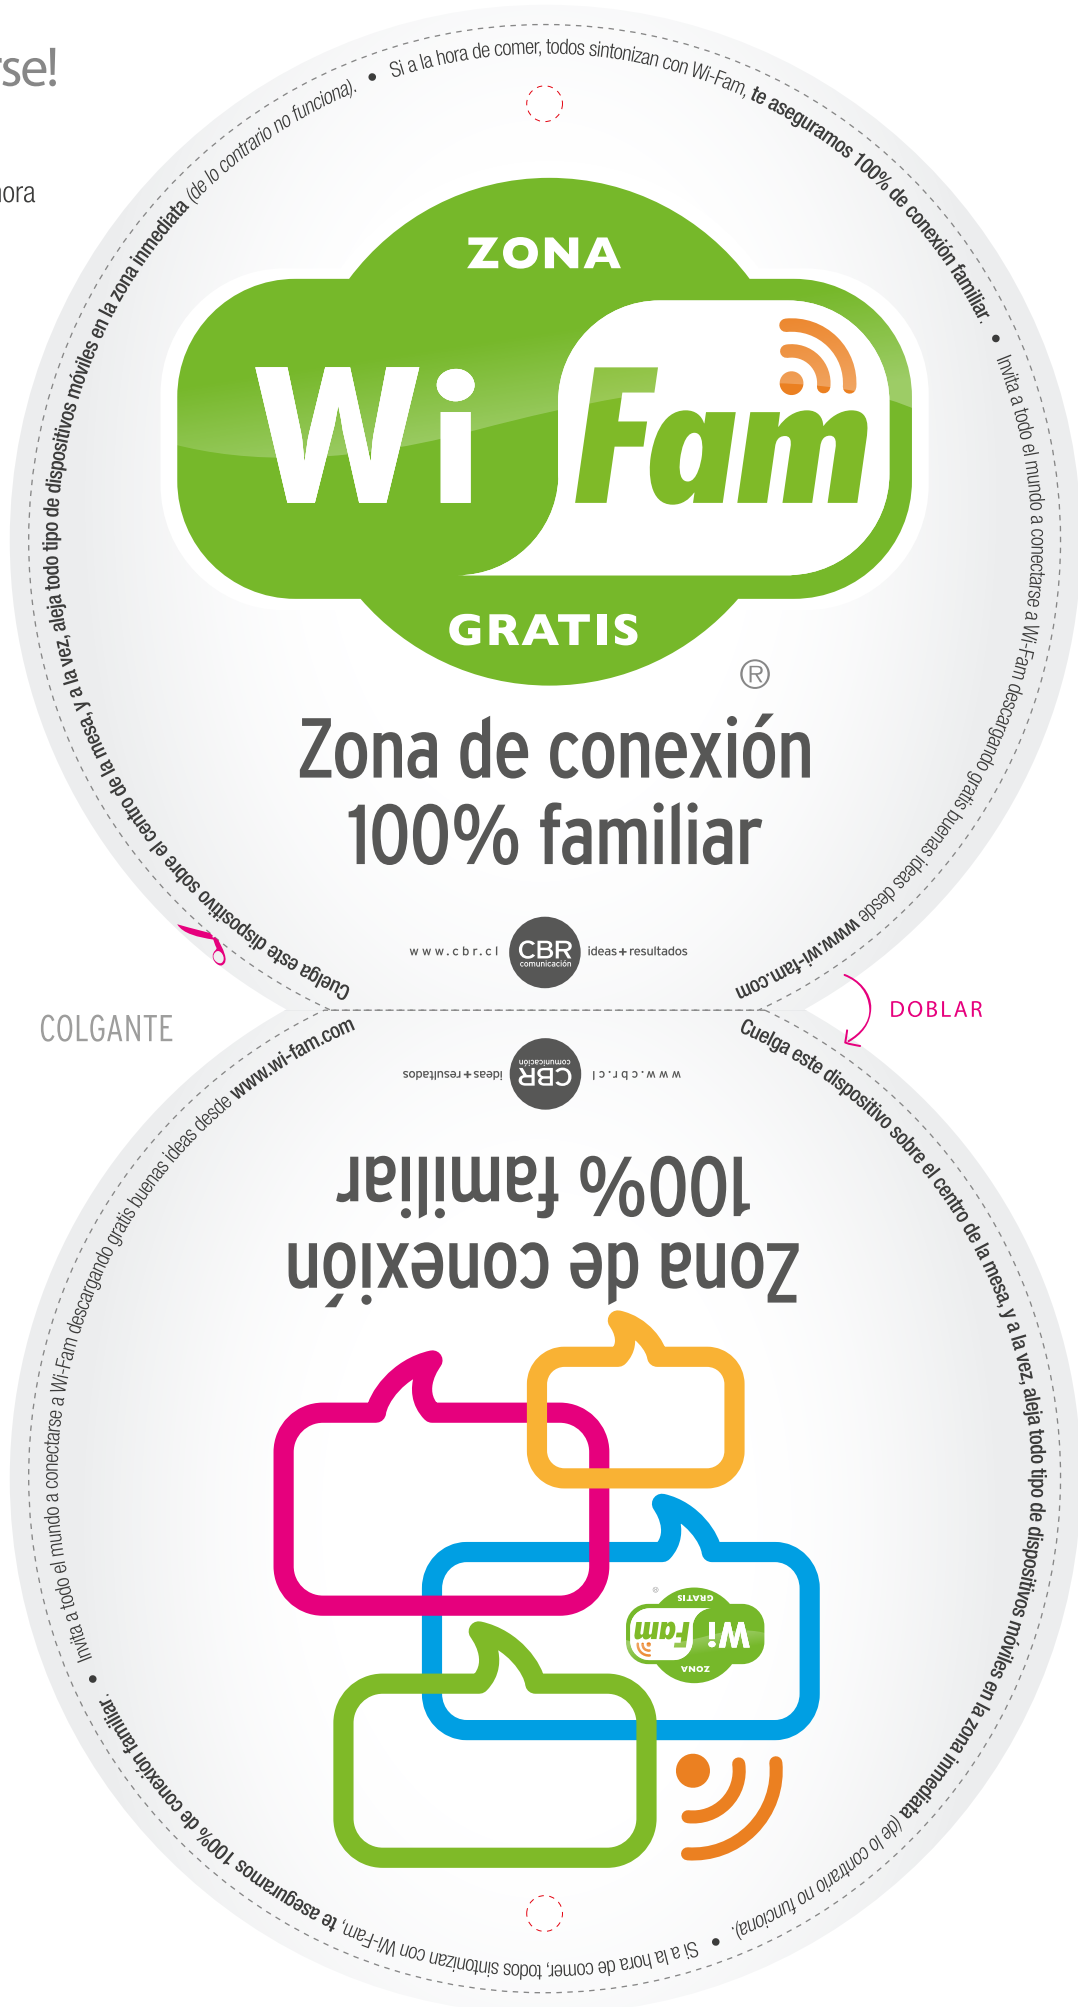 rse!
hora
Cuelga este dispositivo sobre el centro de la mesa, y a la vez, aleja todo tipo de dispositivos móviles en la zona inmediata (de lo contrario no funciona). • Si a la hora de comer, todos sintonizan con Wi-Fam, te aseguramos 100% de conexión familiar. • Invita a todo el mundo a conectarse a Wi-Fam descargando gratis buenas ideas desde www.wi-fam.com
ZONA
Wi Fam
GRATIS
®
Zona de conexión
100% familiar
www.cbr.cl CBR comunicación ideas+resultados
COLGANTE
DOBLAR
Cuelga este dispositivo sobre el centro de la mesa, y a la vez, aleja todo tipo de dispositivos móviles en la zona inmediata (de lo contrario no funciona). • Si a la hora de comer, todos sintonizan con Wi-Fam, te aseguramos 100% de conexión familiar. • Invita a todo el mundo a conectarse a Wi-Fam descargando gratis buenas ideas desde www.wi-fam.com
ZONA
Wi Fam
GRATIS
®
Zona de conexión
100% familiar
www.cbr.cl CBR comunicación ideas+resultados